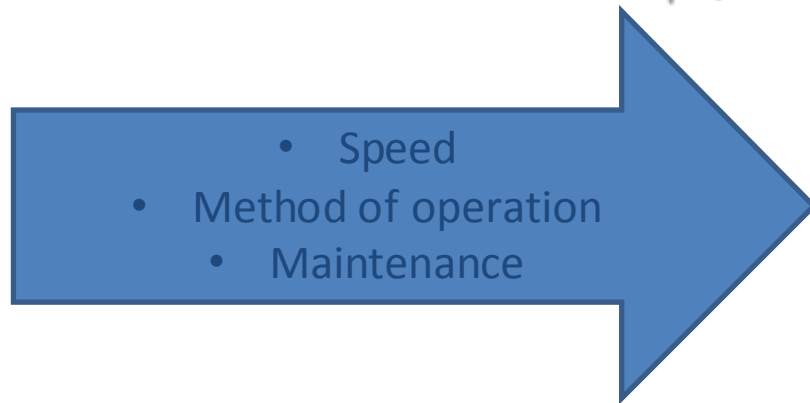 • Speed
• Method of operation
• Maintenance